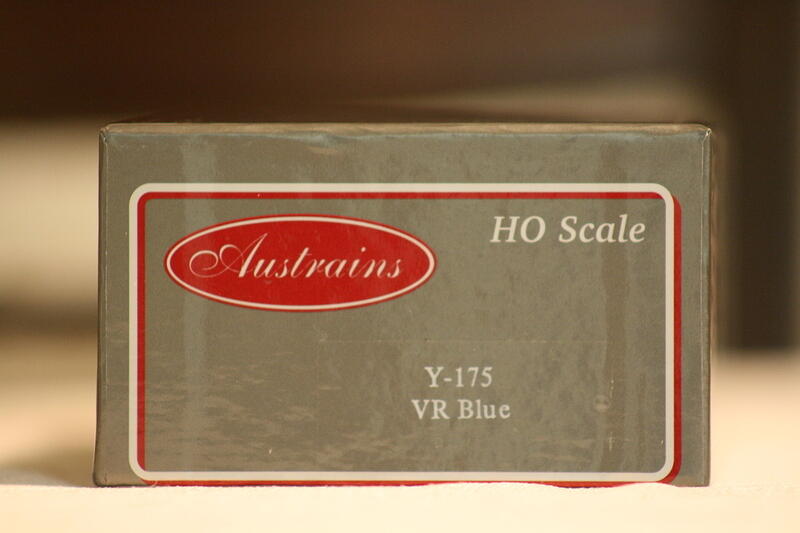 Austrains
HO Scale
Y-175
VR Blue